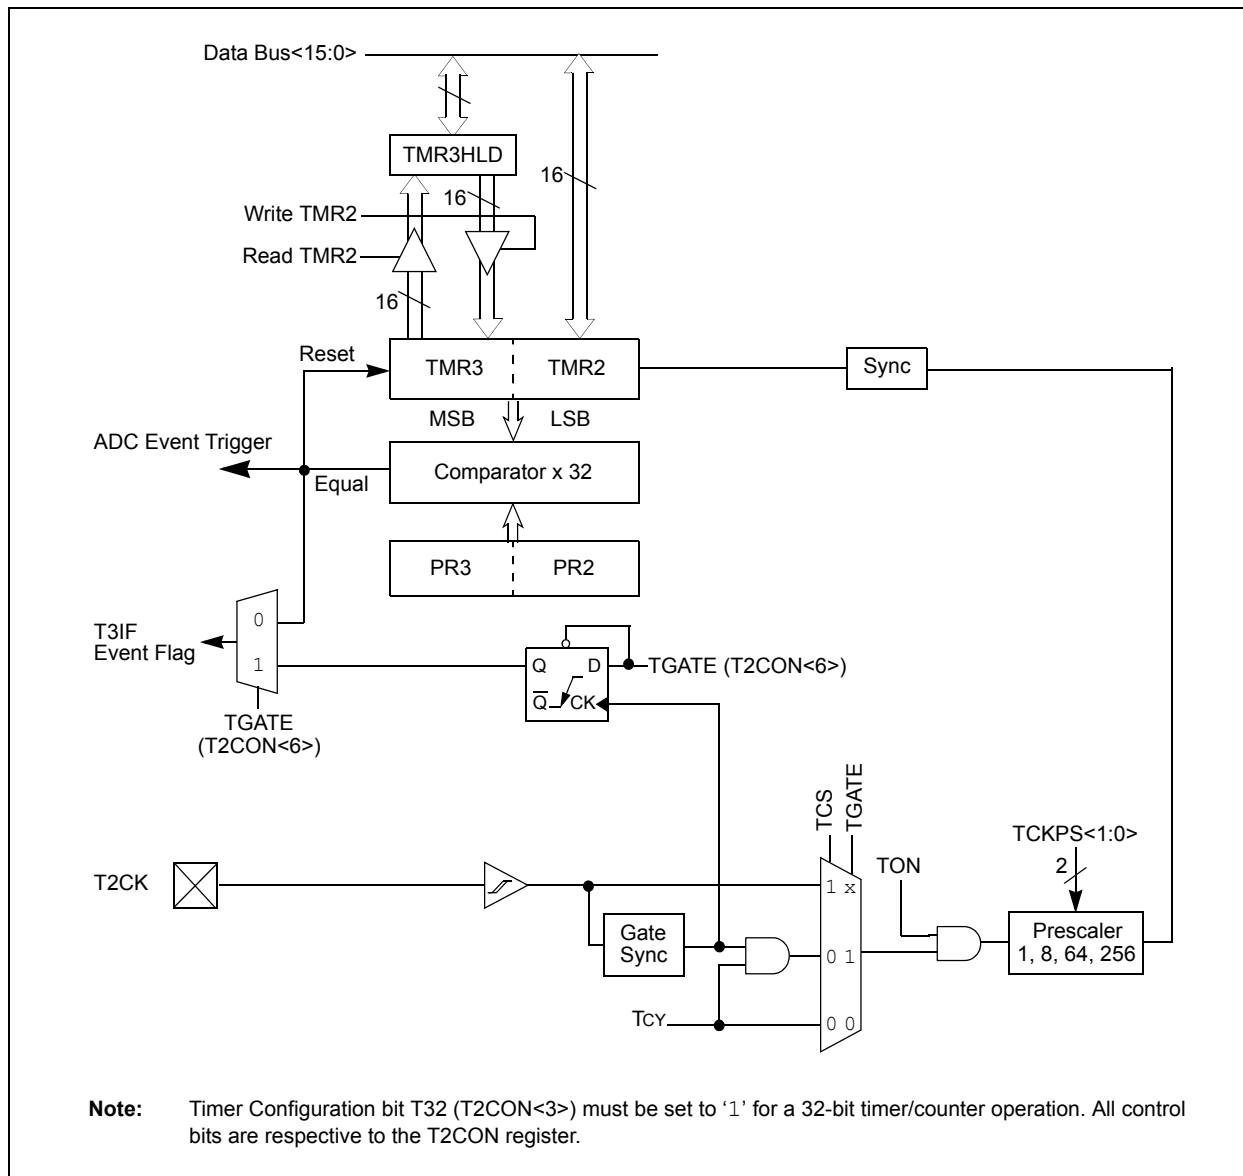 Data Bus<15:0>
TMR3HLD
16
16
Write TMR2
Read TMR2
16
Reset
TMR3
TMR2
Sync
MSB
LSB
ADC Event Trigger
Equal
Comparator x 32
PR3
PR2
0
T3IF
Event Flag
1
Q
D
TGATE (T2CON<6>)
Q
CK
TGATE
(T2CON<6>)
TCS
TGATE
TCKPS<1:0>
2
TON
T2CK
1 x
Gate
Sync
0 1
Prescaler
1, 8, 64, 256
TCY
0 0
Note: Timer Configuration bit T32 (T2CON<3>) must be set to ‘1’ for a 32-bit timer/counter operation. All control
bits are respective to the T2CON register.